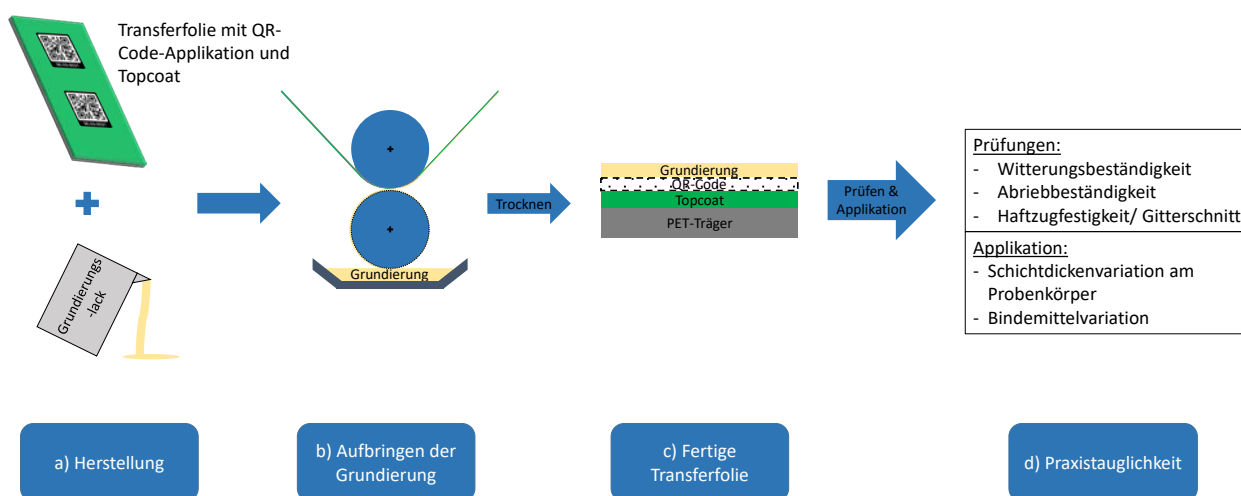 Transferfolie mit QR-
Code-Applikation und
Topcoat
Grundierungs
-lack
Grundierung
Trocknen
Grundierung
QR-Code
Topcoat
PET-Träger
Prüfen &
Applikation
Prüfungen:
- Witterungsbeständigkeit
- Abriebbeständigkeit
- Haftzugfestigkeit/ Gitterschnitt
Applikation:
- Schichtdickenvariation am
Probenkörper
- Bindemittelvariation
a) Herstellung
b) Aufbringen der
Grundierung
c) Fertige
Transferfolie
d) Praxistauglichkeit